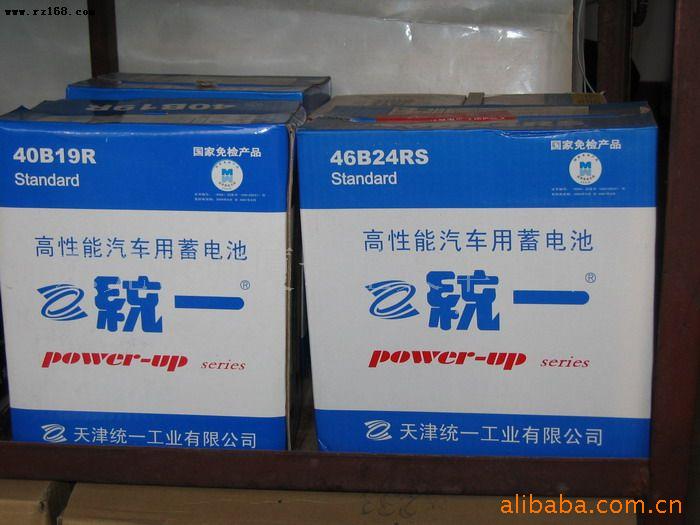 www.rz168.com
40B19R
40B19R
Standard
国家免检产品
高性能汽车用蓄电池
統一®
power-up series
天津统一工业有限公司
46B24RS
Standard
国家免检产品
高性能汽车用蓄电池
統一®
power-up series
天津统一工业有限公司
alibaba.com.cn